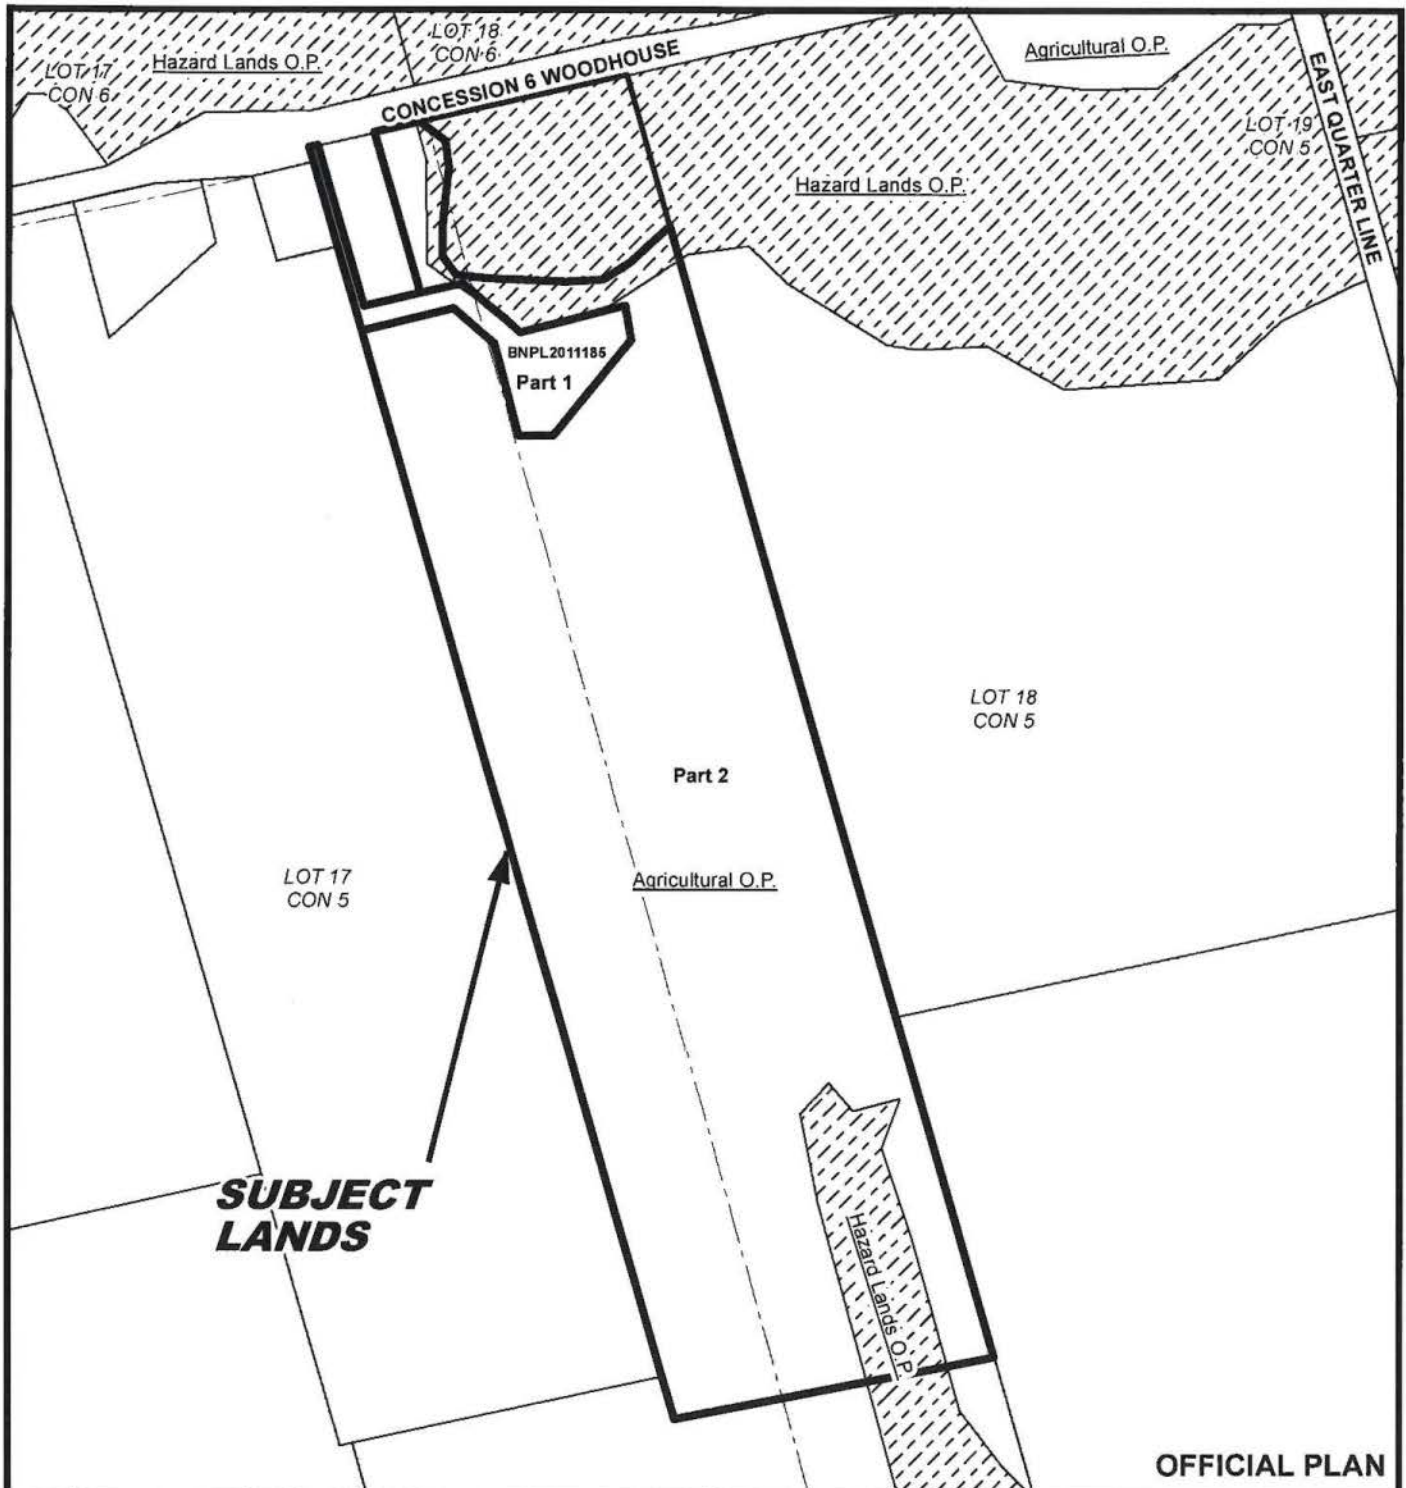 LOT 18
CON 6
Hazard Lands O.P.
LOT 17
CON 6
CONCESSION 6 WOODHOUSE
Agricultural O.P.
EAST QUARTER LINE
LOT 19
CON 5
Hazard Lands O.P.
BNPL2011185
Part 1
LOT 18
CON 5
Part 2
Agricultural O.P.
LOT 17
CON 5
SUBJECT
LANDS
Hazard Lands O.P.
OFFICIAL PLAN